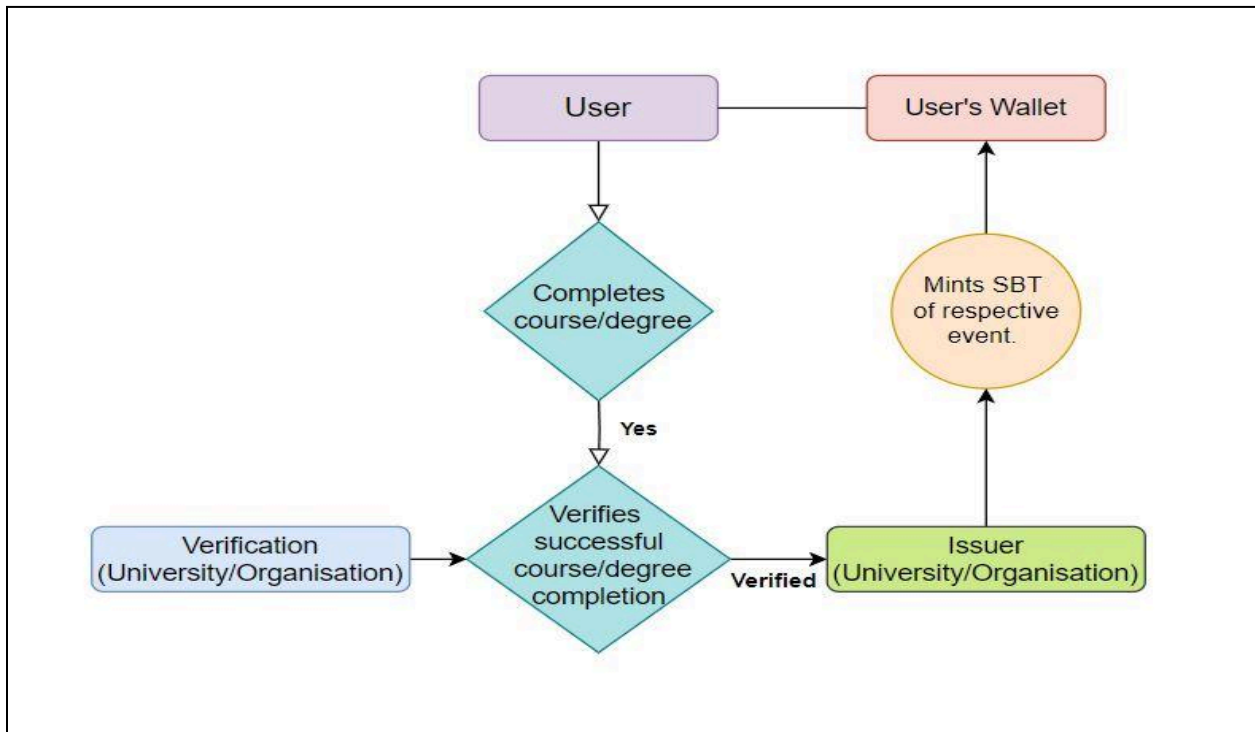 User
User's Wallet
Completes
course/degree
Mints SBT
of respective
event.
Yes
Verification
(University/Organisation)
Verifies
successful
course/degree
completion
Verified
Issuer
(University/Organisation)